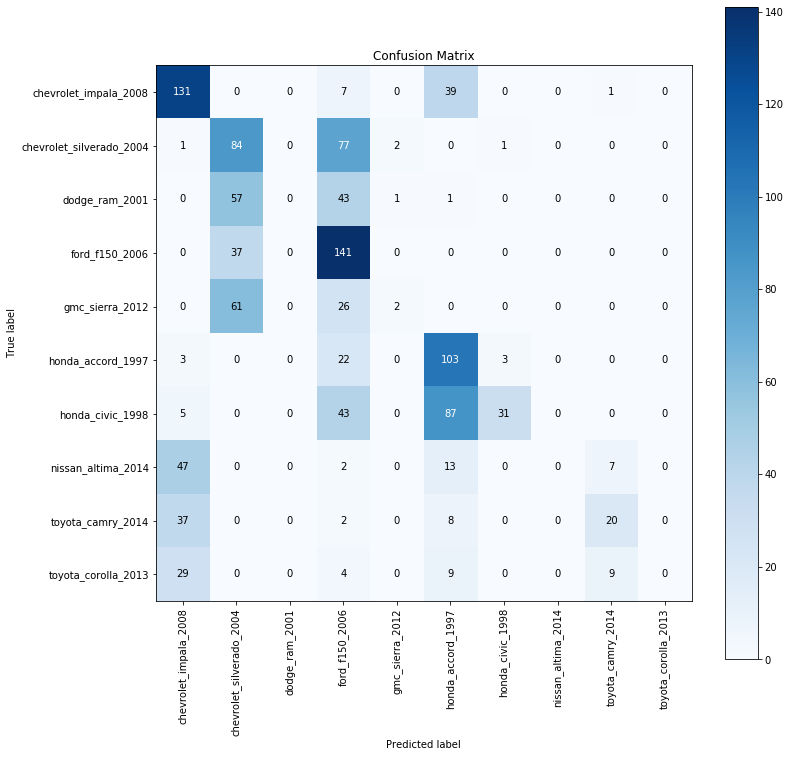 Confusion Matrix
chevrolet_impala_2008 131 0 0 7 0 39 0 0 1 0
chevrolet_silverado_2004 1 84 0 77 2 0 1 0 0 0
dodge_ram_2001 0 57 0 43 1 1 0 0 0 0
ford_f150_2006 0 37 0 141 0 0 0 0 0 0
gmc_sierra_2012 0 61 0 26 2 0 0 0 0 0
honda_accord_1997 3 0 0 22 0 103 3 0 0 0
honda_civic_1998 5 0 0 43 0 87 31 0 0 0
nissan_altima_2014 47 0 0 2 0 13 0 0 7 0
toyota_camry_2014 37 0 0 2 0 8 0 0 20 0
toyota_corolla_2013 29 0 0 4 0 9 0 0 9 0
True label
chevrolet_impala_2008
chevrolet_silverado_2004
dodge_ram_2001
ford_f150_2006
gmc_sierra_2012
honda_accord_1997
honda_civic_1998
nissan_altima_2014
toyota_camry_2014
toyota_corolla_2013
Predicted label
140
120
100
80
60
40
20
0